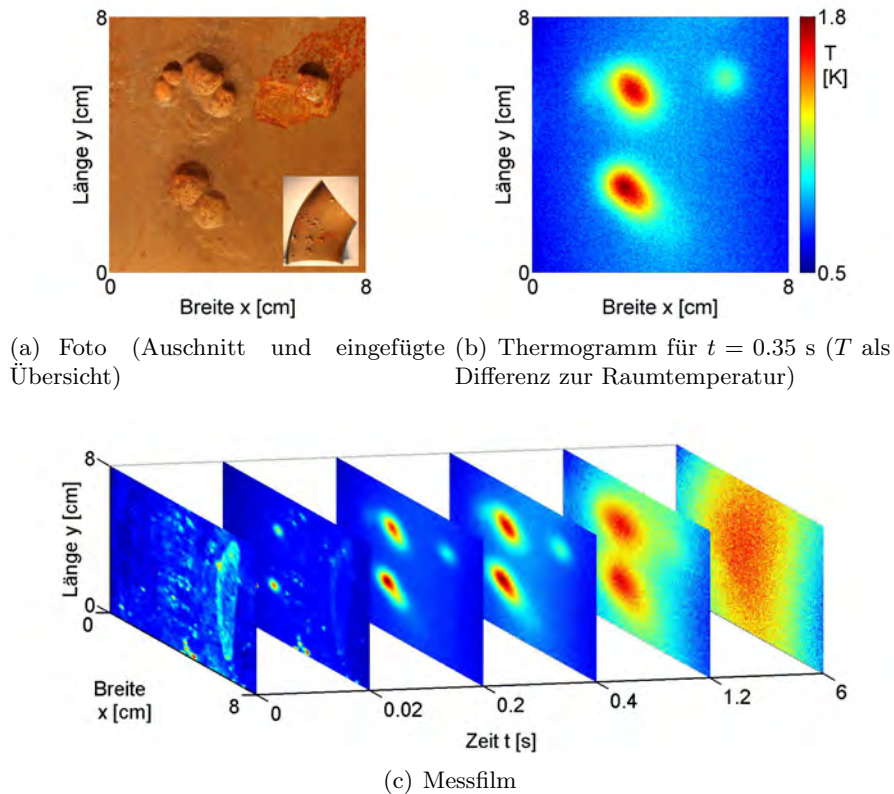 8
Länge y [cm]
0
0
8
Breite x [cm]
8
Länge y [cm]
0
0
8
Breite x [cm]
1.8
T
[K]
0.5
(a) Foto (Auschnitt und eingefügte
Übersicht)
(b) Thermogramm für t = 0.35 s (T als
Differenz zur Raumtemperatur)
8
Länge y [cm]
0
0
Breite
x [cm]
8
0
0.02
0.2
0.4
1.2
6
Zeit t [s]
(c) Messfilm